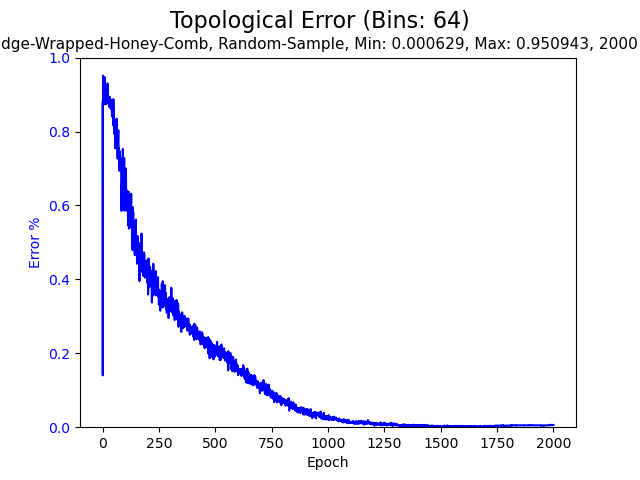 Topological Error (Bins: 64)
dge-Wrapped-Honey-Comb, Random-Sample, Min: 0.000629, Max: 0.950943, 2000
1.0
0.8
0.6
0.4
0.2
0.0
Error %
0 250 500 750 1000 1250 1500 1750 2000
Epoch